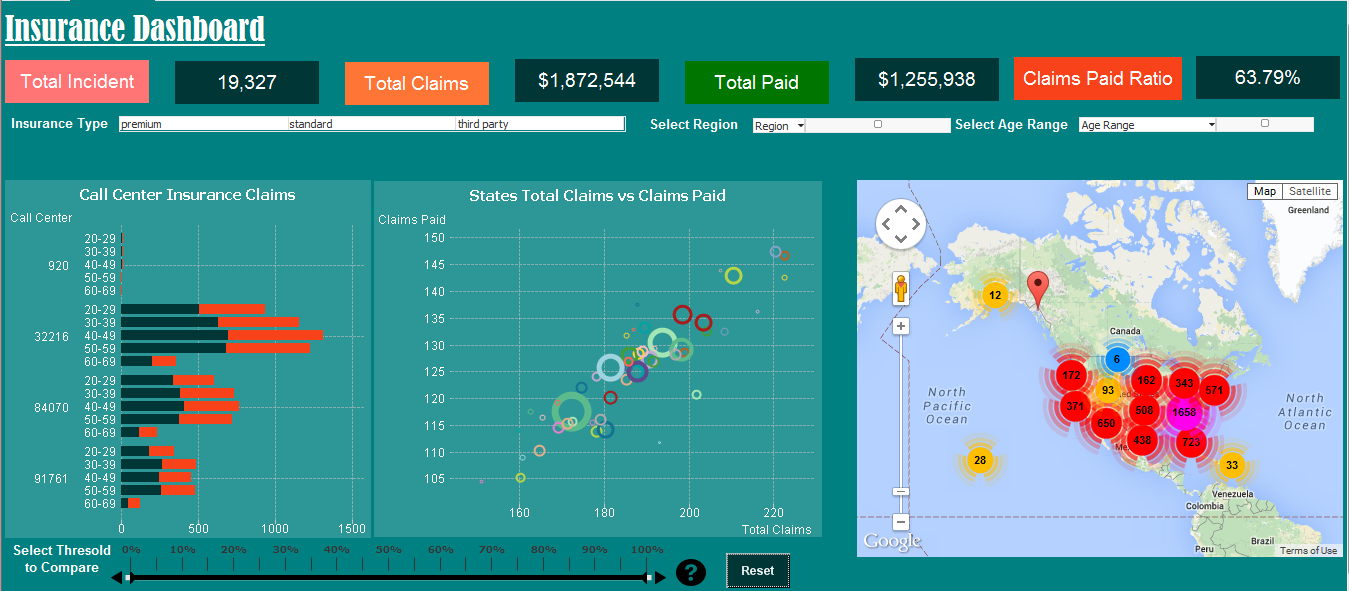 Insurance Dashboard
Total Incident
19,327
Total Claims
$1,872,544
Total Paid
$1,255,938
Claims Paid Ratio
63.79%
Insurance Type
premium
standard
third party
Select Region
Region
Select Age Range
Age Range
Call Center Insurance Claims
Call Center
920
20-29
30-39
40-49
50-59
60-69
32216
20-29
30-39
40-49
50-59
60-69
84070
20-29
30-39
40-49
50-59
60-69
91761
20-29
30-39
40-49
50-59
60-69
0
500
1000
1500
States Total Claims vs Claims Paid
Claims Paid
150
145
140
135
130
125
120
115
110
105
160
180
200
220
Total Claims
Map
Satellite
Greenland
12
Canada
6
172
93
162
343
571
371
650
508
1658
438
723
28
33
North
Pacific
Ocean
North
Atlantic
Ocean
Venezuela
Colombia
Brazil
Peru
Google
Terms of Use
Select Thresold
to Compare
0%
10%
20%
30%
40%
50%
60%
70%
80%
90%
100%
?
Reset